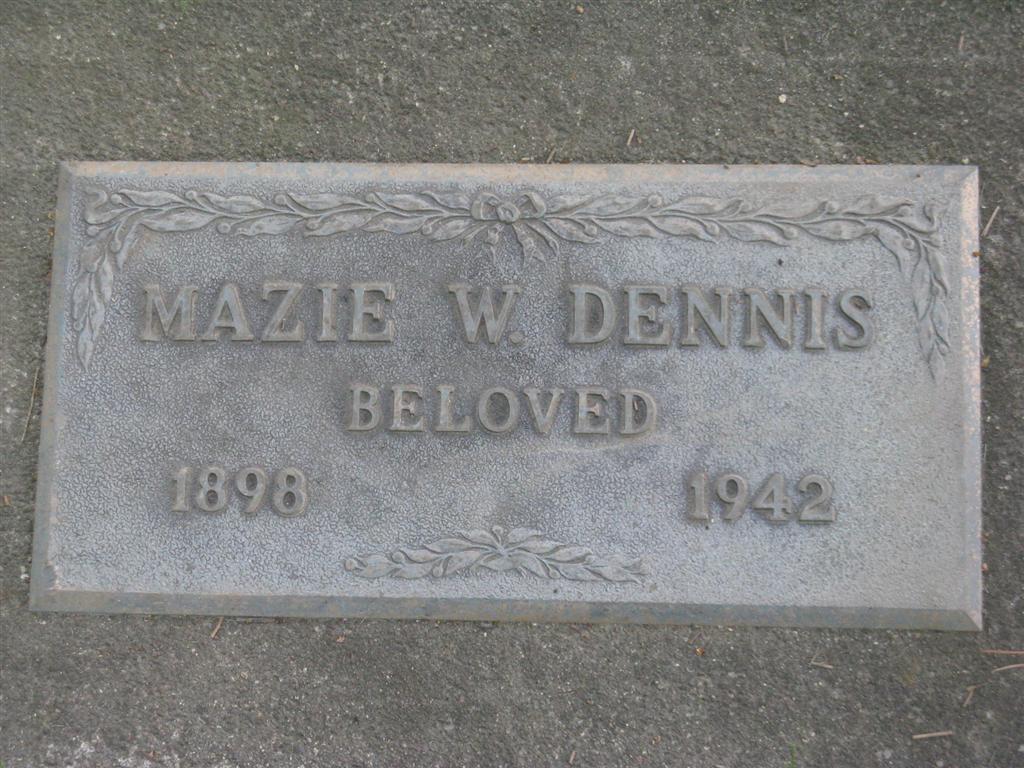 MAZIE W. DENNIS
BELOVED
1898 1942